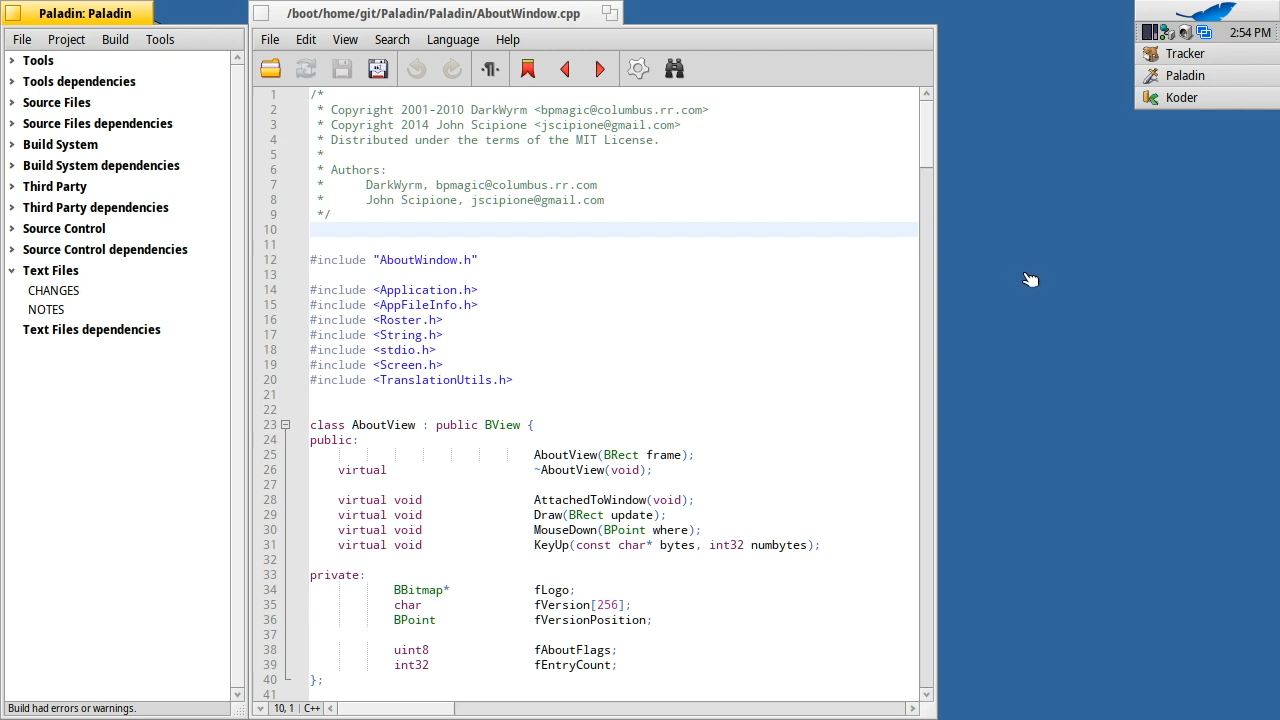 Paladin: Paladin
File Project Build Tools
Tools
Tools dependencies
Source Files
Source Files dependencies
Build System
Build System dependencies
Third Party
Third Party dependencies
Source Control
Source Control dependencies
Text Files
CHANGES
NOTES
Text Files dependencies
Build had errors or warnings.
/boot/home/git/Paladin/Paladin/AboutWindow.cpp
File Edit View Search Language Help
1 /*
2  * Copyright 2001-2010 DarkWyrm <bpmagic@columbus.rr.com>
3  * Copyright 2014 John Scipione <jscipione@gmail.com>
4  * Distributed under the terms of the MIT License.
5  *
6  * Authors:
7  *      DarkWyrm, bpmagic@columbus.rr.com
8  *      John Scipione, jscipione@gmail.com
9  */
10
11
12 #include "AboutWindow.h"
13
14 #include <Application.h>
15 #include <AppFileInfo.h>
16 #include <Roster.h>
17 #include <String.h>
18 #include <stdio.h>
19 #include <Screen.h>
20 #include <TranslationUtils.h>
21
22
23 class AboutView : public BView {
24 public:
25 AboutView(BRect frame);
26 virtual ~AboutView(void);
27
28 virtual void AttachedToWindow(void);
29 virtual void Draw(BRect update);
30 virtual void MouseDown(BPoint where);
31 virtual void KeyUp(const char* bytes, int32 numbytes);
32
33 private:
34 BBitmap* fLogo;
35 char fVersion[256];
36 BPoint fVersionPosition;
37
38 uint8 fAboutFlags;
39 int32 fEntryCount;
40 };
41
10, 1 C++
2:54 PM
Tracker
Paladin
Koder